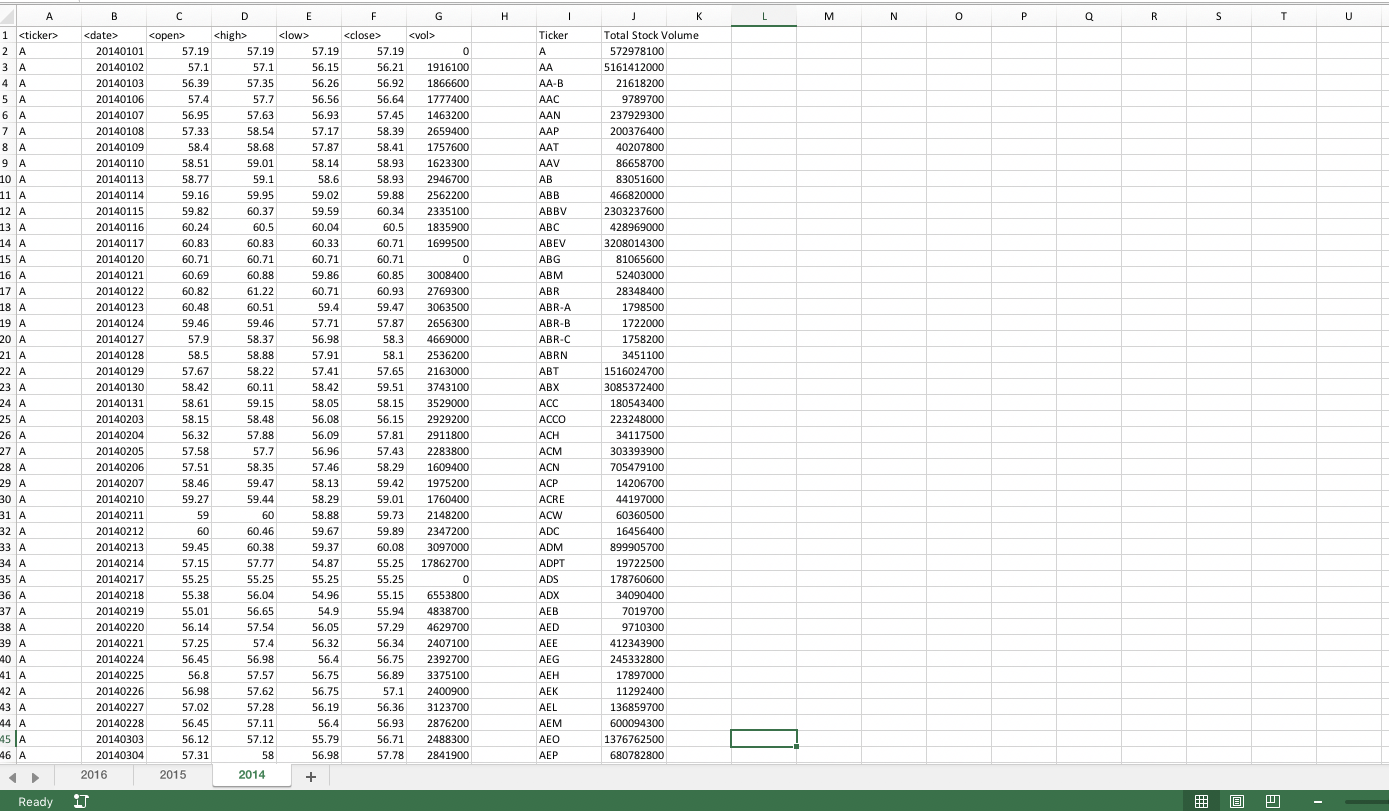 A B C D E F G H I J K L M N O P Q R S T U
1 <ticker> <date> <open> <high> <low> <close> <vol> Ticker Total Stock Volume
2 A 20140101 57.19 57.19 57.19 57.19 0 A 572978100
3 A 20140102 57.1 57.1 56.15 56.21 1916100 AA 5161412000
4 A 20140103 56.39 57.35 56.26 56.92 1866600 AA-B 21618200
5 A 20140106 57.4 57.7 56.56 56.64 1777400 AAC 9789700
6 A 20140107 56.95 57.63 56.93 57.45 1463200 AAN 237929300
7 A 20140108 57.33 58.54 57.17 58.39 2659400 AAP 200376400
8 A 20140109 58.4 58.68 57.87 58.41 1757600 AAT 40207800
9 A 20140110 58.51 59.01 58.14 58.93 1623300 AAV 86658700
10 A 20140113 58.77 59.1 58.6 58.93 2946700 AB 83051600
11 A 20140114 59.16 59.95 59.02 59.88 2562200 ABB 466820000
12 A 20140115 59.82 60.37 59.59 60.34 2335100 ABBV 2303237600
13 A 20140116 60.24 60.5 60.04 60.5 1835900 ABC 428969000
14 A 20140117 60.83 60.83 60.33 60.71 1699500 ABEV 3208014300
15 A 20140120 60.71 60.71 60.71 60.71 0 ABG 81065600
16 A 20140121 60.69 60.88 59.86 60.85 3008400 ABM 52403000
17 A 20140122 60.82 61.22 60.71 60.93 2769300 ABR 28348400
18 A 20140123 60.48 60.51 59.4 59.47 3063500 ABR-A 1798500
19 A 20140124 59.46 59.46 57.71 57.87 2656300 ABR-B 1722000
20 A 20140127 57.9 58.37 56.98 58.3 4669000 ABR-C 1758200
21 A 20140128 58.5 58.88 57.91 58.1 2536200 ABRN 3451100
22 A 20140129 57.67 58.22 57.41 57.65 2163000 ABT 1516024700
23 A 20140130 58.42 60.11 58.42 59.51 3743100 ABX 3085372400
24 A 20140131 58.61 59.15 58.05 58.15 3529000 ACC 180543400
25 A 20140203 58.15 58.48 56.08 56.15 2929200 ACCO 223248000
26 A 20140204 56.32 57.88 56.09 57.81 2911800 ACH 34117500
27 A 20140205 57.58 57.7 56.96 57.43 2283800 ACM 303393900
28 A 20140206 57.51 58.35 57.46 58.29 1609400 ACN 705479100
29 A 20140207 58.46 59.47 58.13 59.42 1975200 ACP 14206700
30 A 20140210 59.27 59.44 58.29 59.01 1760400 ACRE 44197000
31 A 20140211 59 60 58.88 59.73 2148200 ACW 60360500
32 A 20140212 60 60.46 59.67 59.89 2347200 ADC 16456400
33 A 20140213 59.45 60.38 59.37 60.08 3097000 ADM 899905700
34 A 20140214 57.15 57.77 54.87 55.25 17862700 ADPT 19722500
35 A 20140217 55.25 55.25 55.25 55.25 0 ADS 178760600
36 A 20140218 55.38 56.04 54.96 55.15 6553800 ADX 34090400
37 A 20140219 55.01 56.65 54.9 55.94 4838700 AEB 7019700
38 A 20140220 56.14 57.54 56.05 57.29 4629700 AED 9710300
39 A 20140221 57.25 57.4 56.32 56.34 2407100 AEE 412343900
40 A 20140224 56.45 56.98 56.4 56.75 2392700 AEG 245332800
41 A 20140225 56.8 57.57 56.75 56.89 3375100 AEH 17897000
42 A 20140226 56.98 57.62 56.75 57.1 2400900 AEK 11292400
43 A 20140227 57.02 57.28 56.19 56.36 3123700 AEL 136859700
44 A 20140228 56.45 57.11 56.4 56.93 2876200 AEM 600094300
45 A 20140303 56.12 57.12 55.79 56.71 2488300 AEO 1376762500
46 A 20140304 57.31 58 56.98 57.78 2841900 AEP 680782800
2016 2015 2014 +
Ready